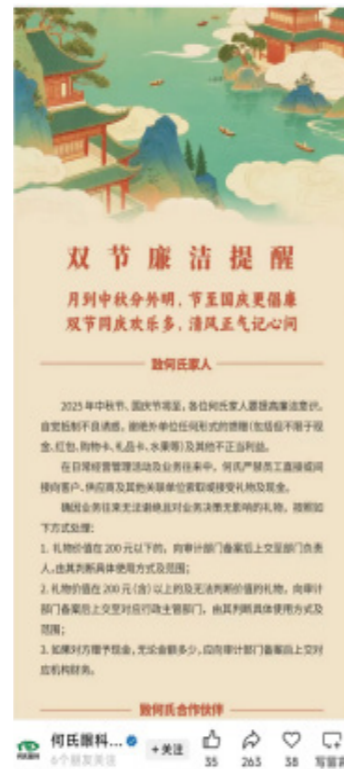 双节廉洁提醒
月到中秋分外明，节至国庆更倡廉
双节同庆欢乐多，清风正气记心间
致何氏家人
2025年中秋节、国庆节将至，各位何氏家人要提高廉洁意识，
自觉抵制不良诱惑，谢绝外单位任何形式的馈赠（包括但不限于现
金、红包、购物卡、礼品卡、水果等）及其他不正当利益。
在日常经营管理活动及业务往来中，何氏严禁员工直接或间
接向客户、供应商及其他关联单位索取或接受礼物及现金。
确因业务往来无法谢绝且对业务决策无影响的礼物，按照如
下方式处理：
1. 礼物价值在200元以下的，向审计部门备案后上交至部门负责
人，由其判断具体使用方式及范围；
2. 礼物价值在200元（含）以上的及无法判断价值的礼物，向审计
部门备案后上交至对应行政主管部门，由其判断具体使用方式及
范围；
3. 如果对方赠予现金，无论金额多少，应向审计部门备案后上交对
应机构财务。
致何氏合作伙伴
何氏眼科...
6个朋友关注
+关注
35
263
38
写留言